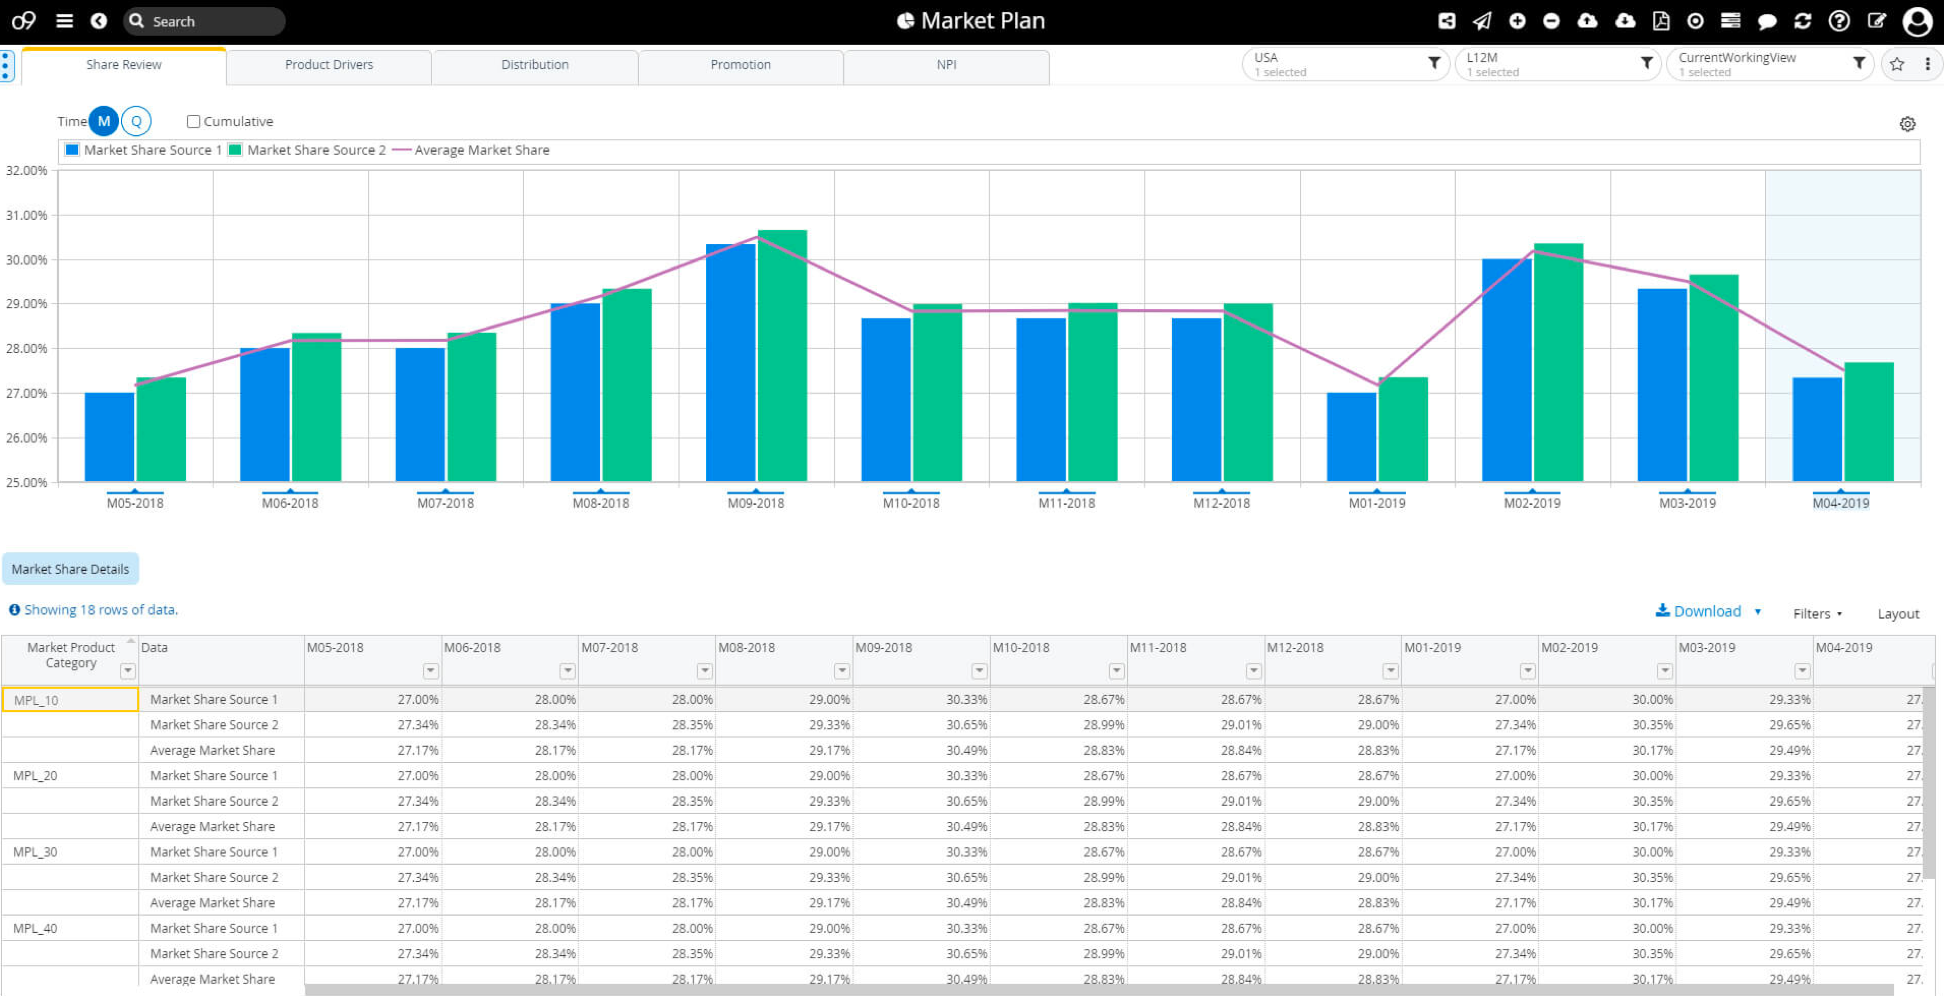 o9 Search Market Plan
Share Review Product Drivers Distribution Promotion NPI
USA
1 selected
L12M
1 selected
CurrentWorkingView
1 selected
Time M Q Cumulative
Market Share Source 1 Market Share Source 2 Average Market Share
32.00%
31.00%
30.00%
29.00%
28.00%
27.00%
26.00%
25.00%
M05-2018 M06-2018 M07-2018 M08-2018 M09-2018 M10-2018 M11-2018 M12-2018 M01-2019 M02-2019 M03-2019 M04-2019
Market Share Details
Showing 18 rows of data.
Download Filters Layout
Market Product Category Data M05-2018 M06-2018 M07-2018 M08-2018 M09-2018 M10-2018 M11-2018 M12-2018 M01-2019 M02-2019 M03-2019 M04-2019
MPL_10 Market Share Source 1 27.00% 28.00% 28.00% 29.00% 30.33% 28.67% 28.67% 28.67% 27.00% 30.00% 29.33% 27.
Market Share Source 2 27.34% 28.34% 28.35% 29.33% 30.65% 28.99% 29.01% 29.00% 27.34% 30.35% 29.65% 27.
Average Market Share 27.17% 28.17% 28.17% 29.17% 30.49% 28.83% 28.84% 28.83% 27.17% 30.17% 29.49% 27.
MPL_20 Market Share Source 1 27.00% 28.00% 28.00% 29.00% 30.33% 28.67% 28.67% 28.67% 27.00% 30.00% 29.33% 27.
Market Share Source 2 27.34% 28.34% 28.35% 29.33% 30.65% 28.99% 29.01% 29.00% 27.34% 30.35% 29.65% 27.
Average Market Share 27.17% 28.17% 28.17% 29.17% 30.49% 28.83% 28.84% 28.83% 27.17% 30.17% 29.49% 27.
MPL_30 Market Share Source 1 27.00% 28.00% 28.00% 29.00% 30.33% 28.67% 28.67% 28.67% 27.00% 30.00% 29.33% 27.
Market Share Source 2 27.34% 28.34% 28.35% 29.33% 30.65% 28.99% 29.01% 29.00% 27.34% 30.35% 29.65% 27.
Average Market Share 27.17% 28.17% 28.17% 29.17% 30.49% 28.83% 28.84% 28.83% 27.17% 30.17% 29.49% 27.
MPL_40 Market Share Source 1 27.00% 28.00% 28.00% 29.00% 30.33% 28.67% 28.67% 28.67% 27.00% 30.00% 29.33% 27.
Market Share Source 2 27.34% 28.34% 28.35% 29.33% 30.65% 28.99% 29.01% 29.00% 27.34% 30.35% 29.65% 27.
Average Market Share 27.17% 28.17% 28.17% 29.17% 30.49% 28.83% 28.84% 28.83% 27.17% 30.17% 29.49% 27.